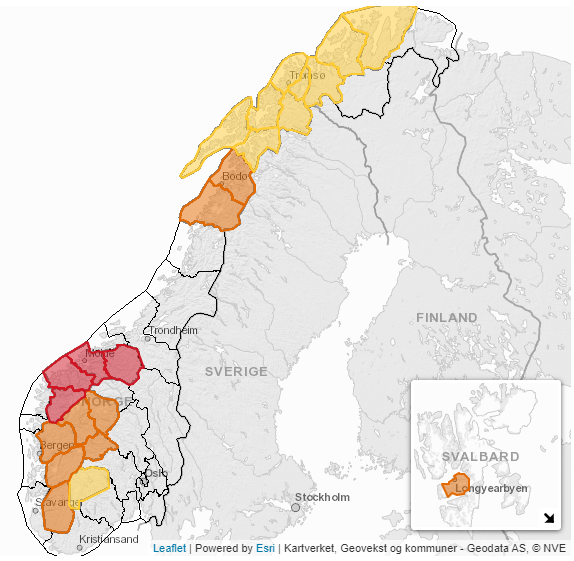 Tromsø
Bodø
FINLAND
Trondheim
Molde
SVERIGE
NORGE
Bergen
SVALBARD
Oslo
Longyearbyen
Stavanger
Stockholm
Kristiansand
Leaflet | Powered by Esri | Kartverket, Geovekst og kommuner - Geodata AS, © NVE